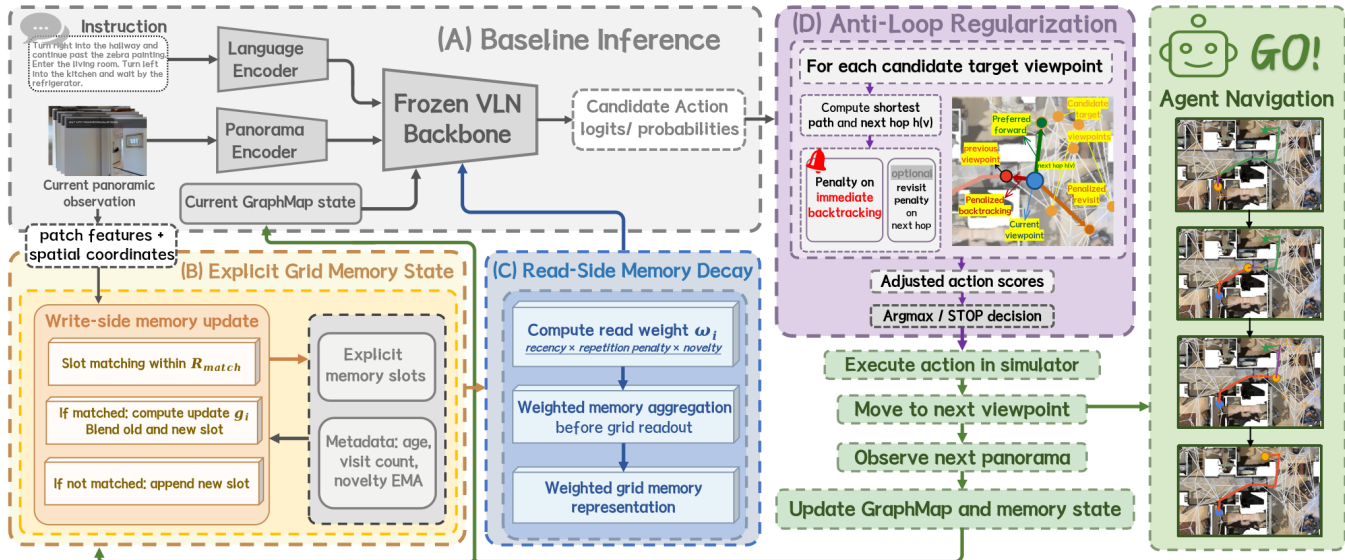 Instruction
Turn right into the hallway and
continue past the zebra painting.
Enter the living room. Turn left
into the kitchen and wait by the
refrigerator.
Current panoramic
observation
Language
Encoder
Panorama
Encoder
(A) Baseline Inference
Frozen VLN
Backbone
Candidate Action
logits/ probabilities
Current GraphMap state
patch features +
spatial coordinates
(B) Explicit Grid Memory State
Write-side memory update
Slot matching within R_match
If matched: compute update g_i
Blend old and new slot
If not matched: append new slot
Explicit
memory slots
Metadata: age,
visit count,
novelty EMA
(C) Read-Side Memory Decay
Compute read weight ω_i
recency × repetition penalty × novelty
Weighted memory aggregation
before grid readout
Weighted grid memory
representation
(D) Anti-Loop Regularization
For each candidate target viewpoint
Compute shortest
path and next hop h(v)
Penalty on
immediate
backtracking
optional
revisit
penalty
on
next hop
Preferred
forward
Candidate
target
viewpoints
previous
viewpoint
next hop h(v)
Penalized
backtracking
Penalized
revisit
Current
viewpoint
Adjusted action scores
Argmax / STOP decision
Execute action in simulator
Move to next viewpoint
Observe next panorama
Update GraphMap and memory state
GO!
Agent Navigation